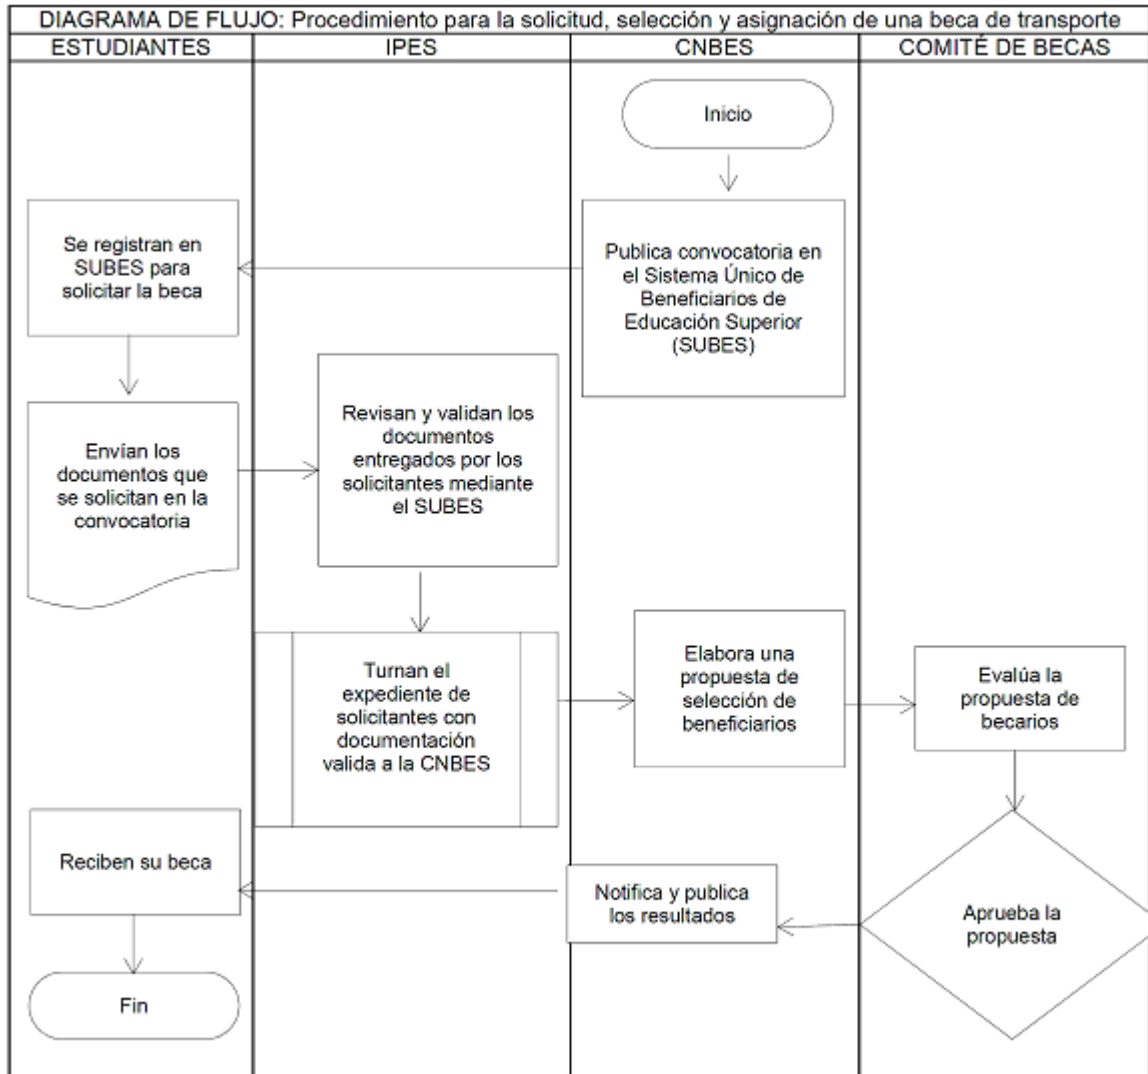 DIAGRAMA DE FLUJO: Procedimiento para la solicitud, selección y asignación de una beca de transporte
ESTUDIANTES
IPES
CNBES
COMITÉ DE BECAS
Inicio
Publica convocatoria en
el Sistema Único de
Beneficiarios de
Educación Superior
(SUBES)
Se registran en
SUBES para
solicitar la beca
Envían los
documentos que
se solicitan en la
convocatoria
Revisan y validan los
documentos
entregados por los
solicitantes mediante
el SUBES
Turnan el
expediente de
solicitantes con
documentación
valida a la CNBES
Elabora una
propuesta de
selección de
beneficiarios
Evalúa la
propuesta de
becarios
Aprueba la
propuesta
Notifica y publica
los resultados
Reciben su beca
Fin